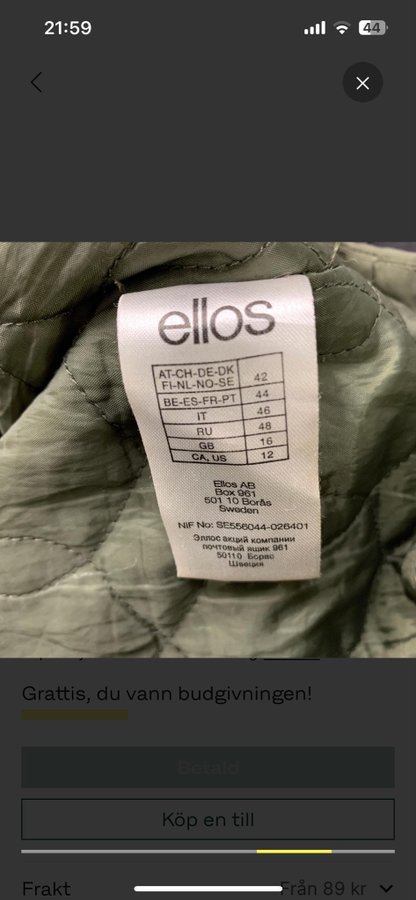 21:59
44
ellos
AT-CH-DE-DK
FI-NL-NO-SE 42
BE-ES-FR-PT 44
IT 46
RU 48
GB 16
CA, US 12
Ellos AB
Box 961
501 10 Borås
Sweden
NIF No: SE556044-026401
Эллос акций компании
почтовый ящик 961
50110 Борас
Швеция
Grattis, du vann budgivningen!
Betald
Köp en till
Frakt Från 89 kr